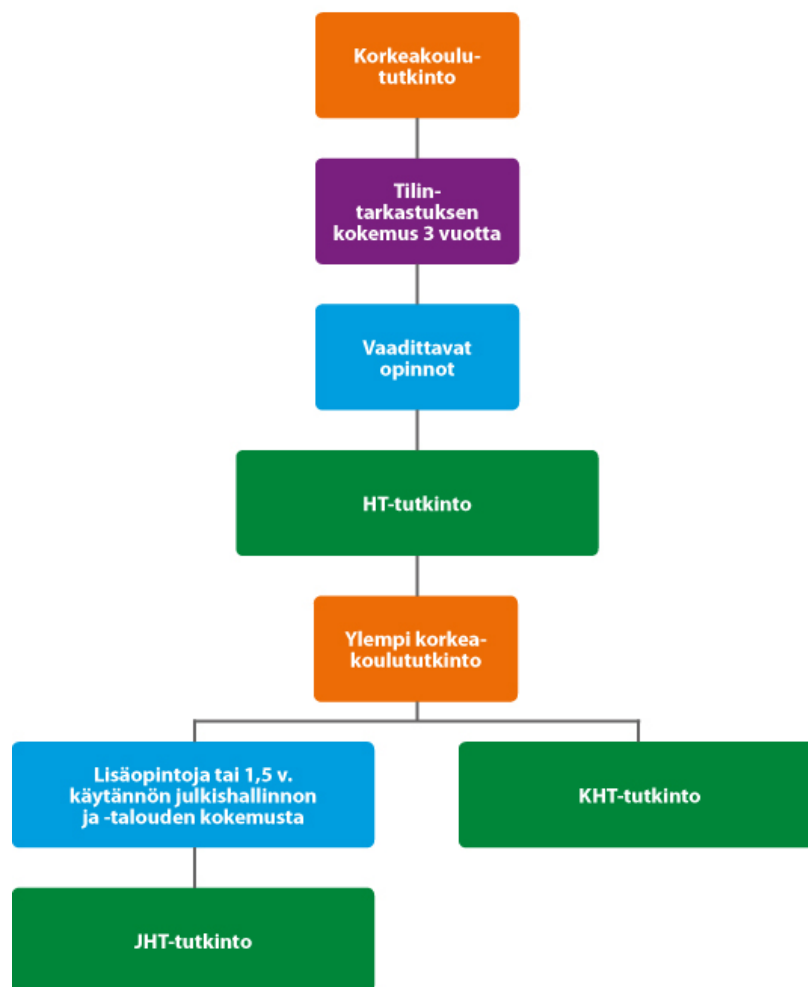 Korkeakoulu-
tutkinto
Tilin-
tarkastuksen
kokemus 3 vuotta
Vaadittavat
opinnot
HT-tutkinto
Ylempi korkea-
koulututkinto
Lisäopintoja tai 1,5 v.
käytännön julkishallinnon
ja -talouden kokemusta
KHT-tutkinto
JHT-tutkinto